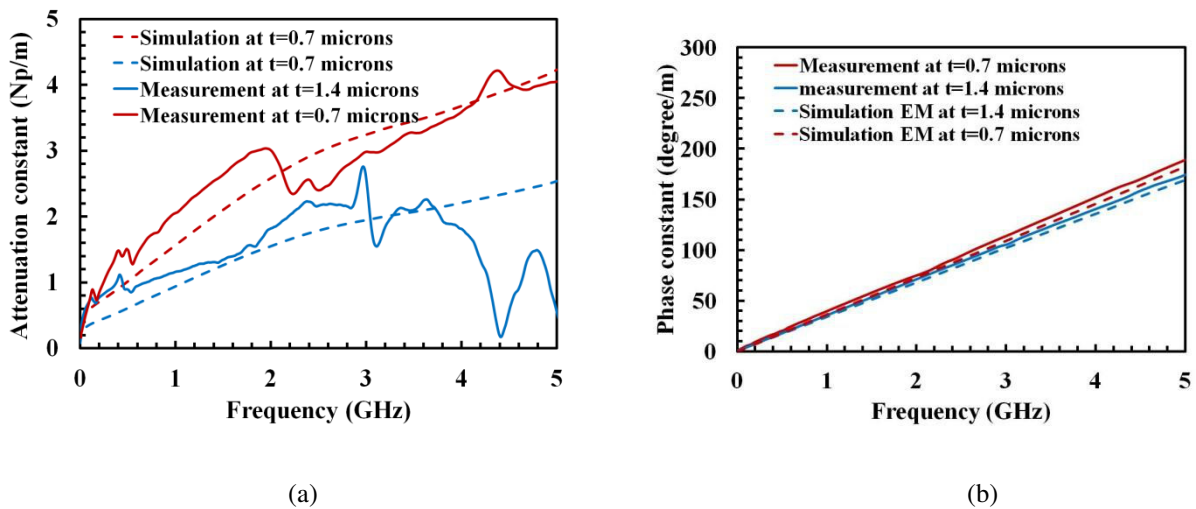 Attenuation constant (Np/m)
5
4
3
2
1
0
Simulation at t=0.7 microns
Simulation at t=0.7 microns
Measurement at t=1.4 microns
Measurement at t=0.7 microns
0 1 2 3 4 5
Frequency (GHz)
(a)
Phase constant (degree/m)
300
250
200
150
100
50
0
Measurement at t=0.7 microns
measurement at t=1.4 microns
Simulation EM at t=1.4 microns
Simulation EM at t=0.7 microns
0 1 2 3 4 5
Frequency (GHz)
(b)